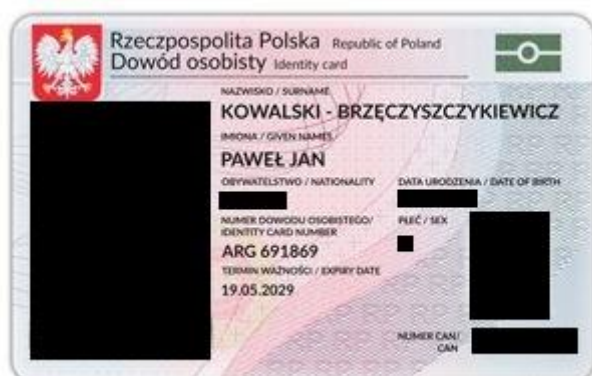 Rzeczpospolita Polska Republic of Poland
Dowód osobisty Identity card
NAZWISKO / SURNAME
KOWALSKI - BRZĘCZYSZCZYKIEWICZ
IMIONA / GIVEN NAMES
PAWEŁ JAN
OBYWATELSTWO / NATIONALITY DATA URODZENIA / DATE OF BIRTH
NUMER DOWODU OSOBISTEGO/ PŁEĆ / SEX
IDENTITY CARD NUMBER
ARG 691869
TERMIN WAŻNOŚCI / EXPIRY DATE
19.05.2029
NUMER CAN/
CAN